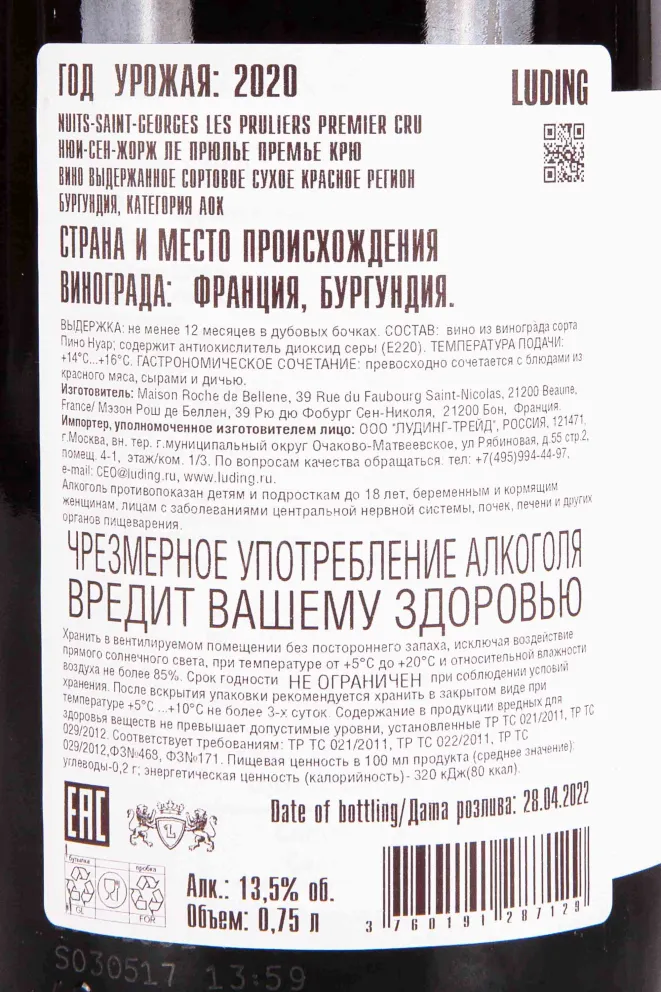 ГОД УРОЖАЯ: 2020
LUDING
NUITS-SAINT-GEORGES LES PRULIERS PREMIER CRU
НЮИ-СЕН-ЖОРЖ ЛЕ ПРЮЛЬЕ ПРЕМЬЕ КРЮ
ВИНО ВЫДЕРЖАННОЕ СОРТОВОЕ СУХОЕ КРАСНОЕ РЕГИОН
БУРГУНДИЯ, КАТЕГОРИЯ АОК
СТРАНА И МЕСТО ПРОИСХОЖДЕНИЯ
ВИНОГРАДА: ФРАНЦИЯ, БУРГУНДИЯ.
ВЫДЕРЖКА: не менее 12 месяцев в дубовых бочках. СОСТАВ: вино из винограда сорта
Пино Нуар; содержит антиокислитель диоксид серы (Е220). ТЕМПЕРАТУРА ПОДАЧИ:
+14°С...+16°С. ГАСТРОНОМИЧЕСКОЕ СОЧЕТАНИЕ: превосходно сочетается с блюдами из
красного мяса, сырами и дичью.
Изготовитель: Maison Roche de Bellene, 39 Rue du Faubourg Saint-Nicolas, 21200 Beaune,
France/ Мэзон Рош де Беллен, 39 Рю дю Фобург Сен-Николя, 21200 Бон, Франция.
Импортер, уполномоченное изготовителем лицо: ООО "ЛУДИНГ-ТРЕЙД", РОССИЯ, 121471,
г.Москва, вн. тер. г.муниципальный округ Очаково-Матвеевское, ул Рябиновая, д.55 стр.2,
помещ. 4-1, этаж/ком. 1/3. По вопросам качества обращаться. тел: +7(495)994-44-97,
e-mail: CEO@luding.ru, www.luding.ru.
Алкоголь противопоказан детям и подросткам до 18 лет, беременным и кормящим
женщинам, лицам с заболеваниями центральной нервной системы, почек, печени и других
органов пищеварения.
ЧРЕЗМЕРНОЕ УПОТРЕБЛЕНИЕ АЛКОГОЛЯ
ВРЕДИТ ВАШЕМУ ЗДОРОВЬЮ
Хранить в вентилируемом помещении без постороннего запаха, исключая воздействие
прямого солнечного света, при температуре от +5°С до +20°С и относительной влажности
воздуха не более 85%. Срок годности НЕ ОГРАНИЧЕН при соблюдении условий
хранения. После вскрытия упаковки рекомендуется хранить в закрытом виде при
температуре +5°С ...+10°С не более 3-х суток. Содержание в продукции вредных для
здоровья веществ не превышает допустимые уровни, установленные ТР ТС 021/2011, ТР ТС
029/2012. Соответствует требованиям: ТР ТС 021/2011, ТР ТС 022/2011, ТР ТС
029/2012,ФЗ№468, ФЗ№171. Пищевая ценность в 100 мл продукта (среднее значение):
углеводы-0,2 г; энергетическая ценность (калорийность)- 320 кДж(80 ккал).
EAC
L
Date of bottling/Дата розлива: 28.04.2022
бутылка
пробка
GL
FOR
Алк.: 13,5% об.
Объем: 0,75 л
3 760191 287129
S030517 13:59